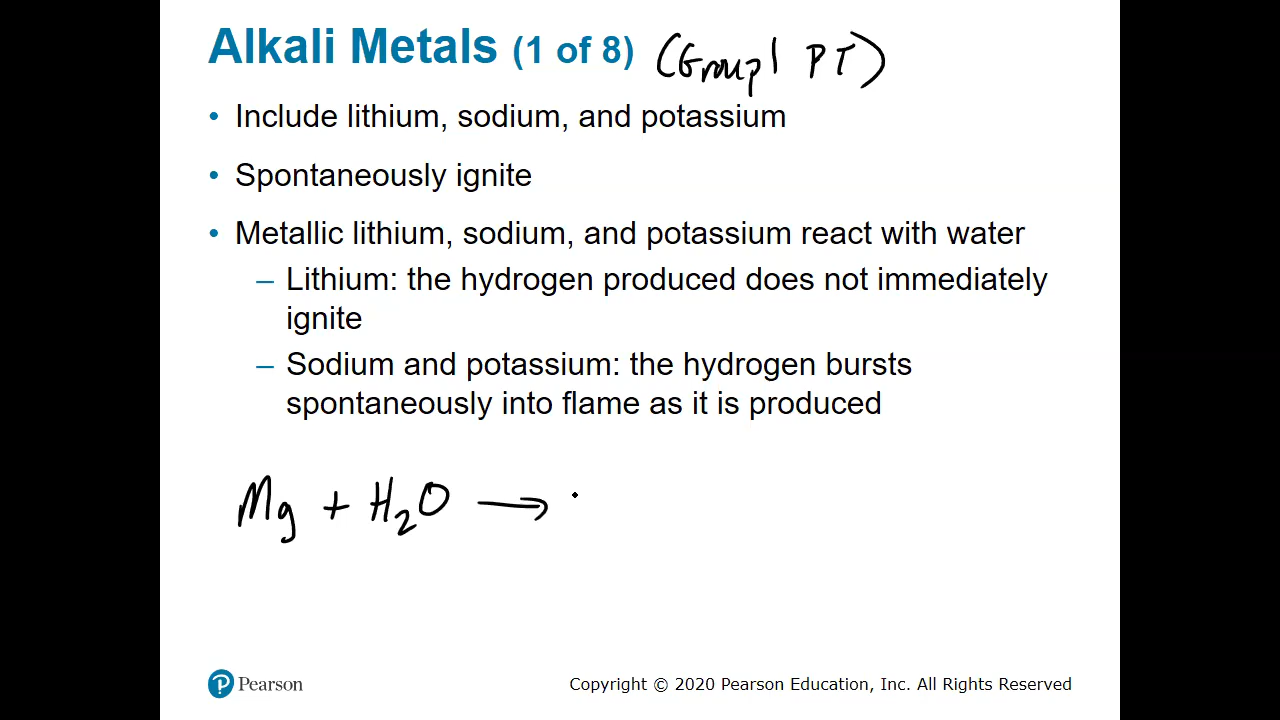 Alkali Metals (1 of 8) (Group 1 PT)
• Include lithium, sodium, and potassium
• Spontaneously ignite
• Metallic lithium, sodium, and potassium react with water
– Lithium: the hydrogen produced does not immediately
ignite
– Sodium and potassium: the hydrogen bursts
spontaneously into flame as it is produced
Mg + H₂O →
P Pearson
Copyright © 2020 Pearson Education, Inc. All Rights Reserved